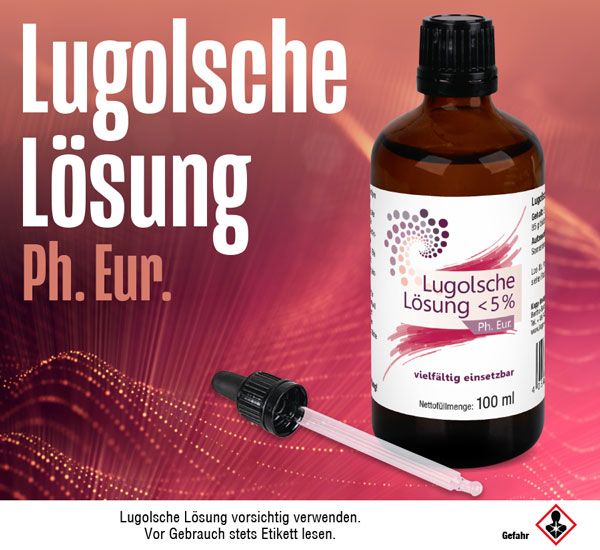 Lugolsche
Lösung
Ph. Eur.
Lugolsche
Lösung <5%
Ph. Eur.
vielfältig einsetzbar
Nettofüllmenge: 100 ml
Lugolsche Lösung vorsichtig verwenden.
Vor Gebrauch stets Etikett lesen.
Gefahr